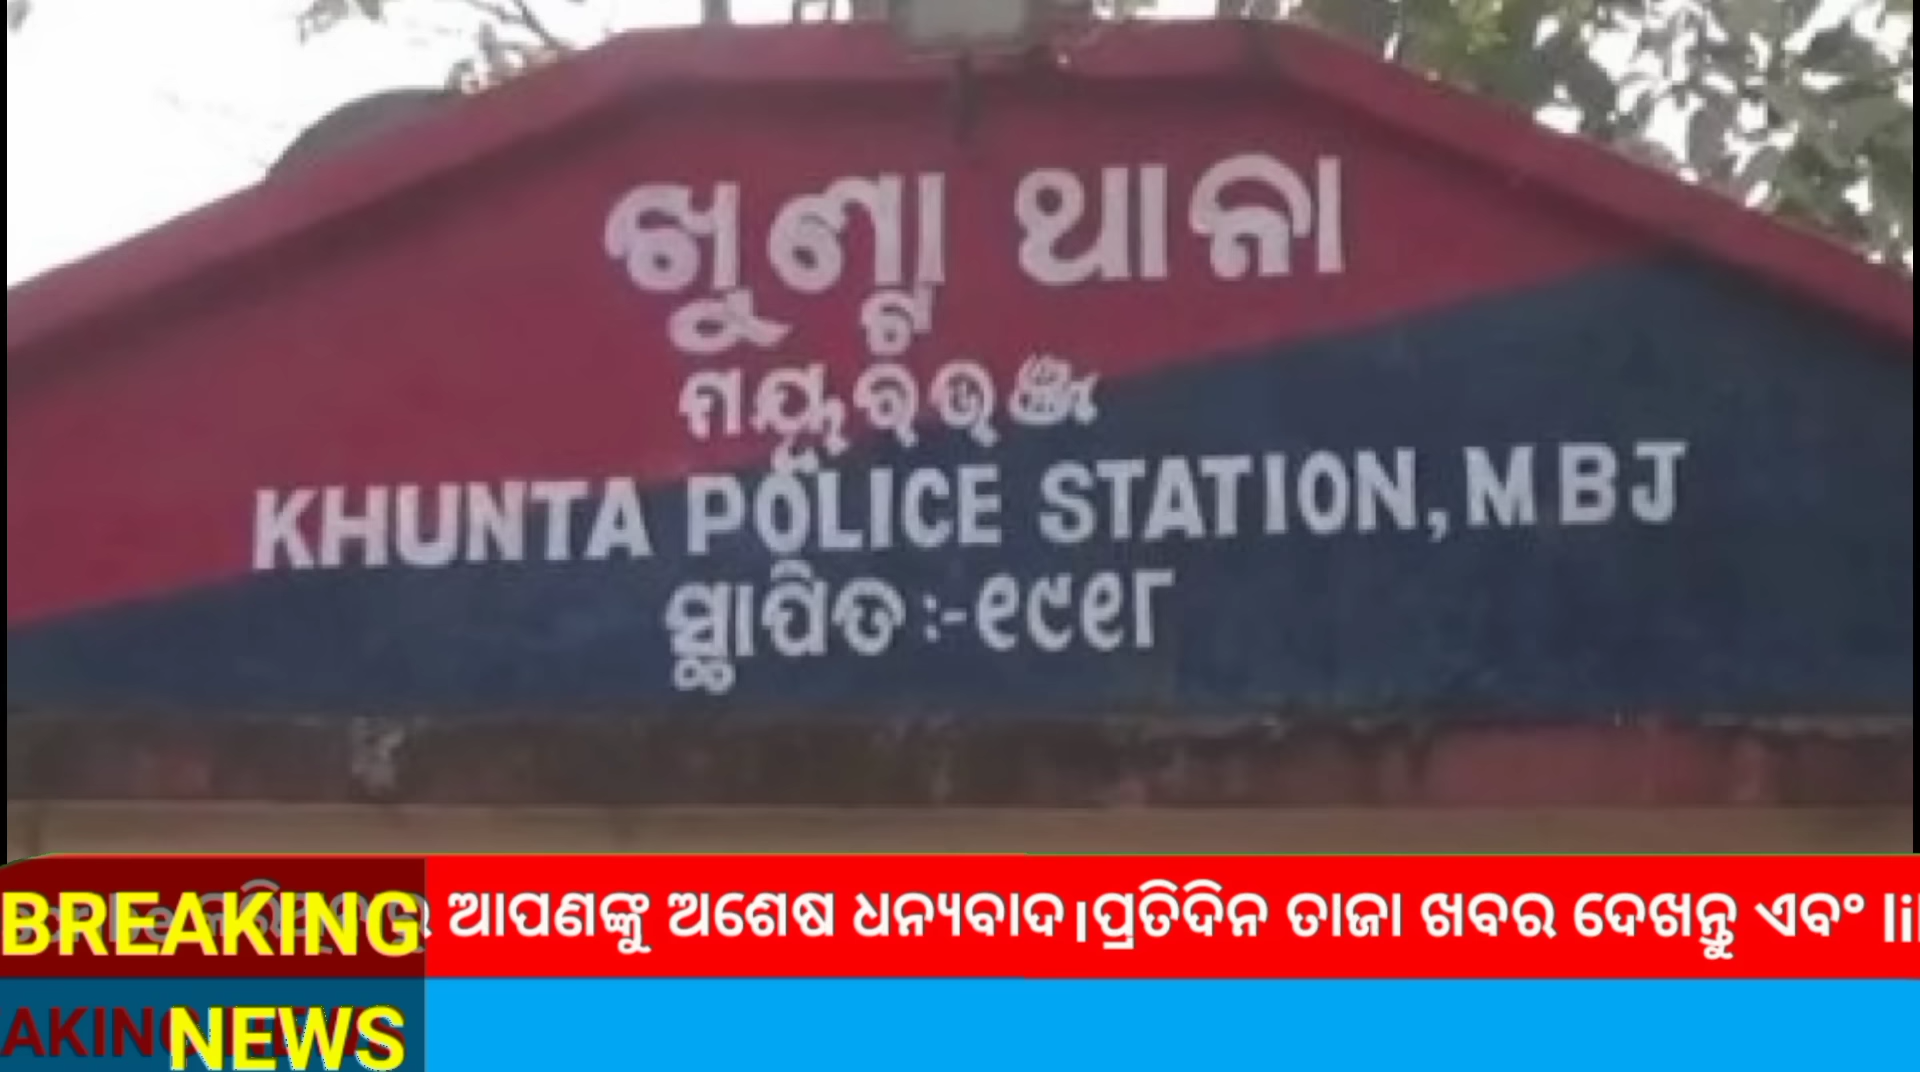 ଖୁଣ୍ଟା ଥାନା
ମୟୂରଭଞ୍ଜ
KHUNTA POLICE STATION, MBJ
ସ୍ଥାପିତ :-୧୯୧୮
BREAKING
ଆପଣଙ୍କୁ ଅଶେଷ ଧନ୍ୟବାଦ।ପ୍ରତିଦିନ ତାଜା ଖବର ଦେଖନ୍ତୁ ଏବଂ
NEWS